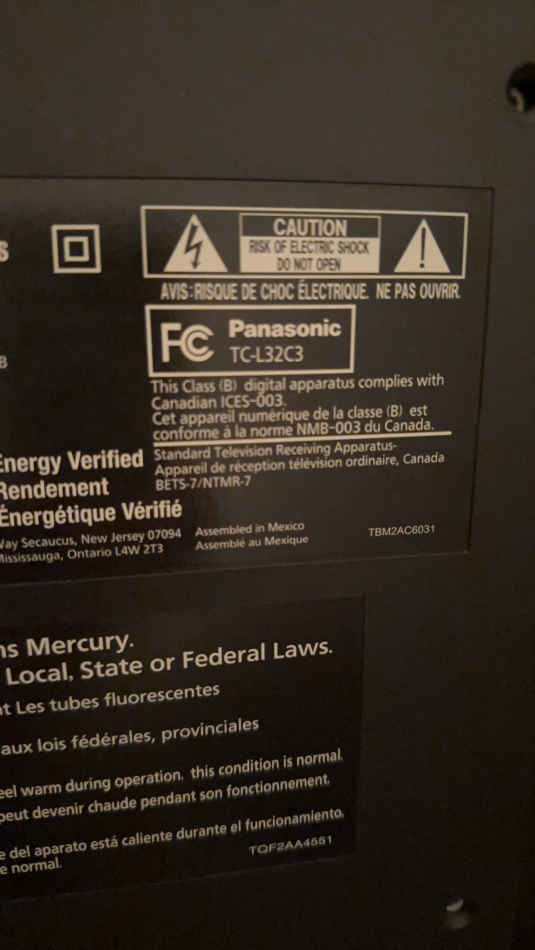 CAUTION
RISK OF ELECTRIC SHOCK
DO NOT OPEN
S
AVIS:RISQUE DE CHOC ÉLECTRIQUE. NE PAS OUVRIR.
FC Panasonic
TC-L32C3
B
This Class (B) digital apparatus complies with
Canadian ICES-003.
Cet appareil numérique de la classe (B) est
conforme à la norme NMB-003 du Canada.
Standard Television Receiving Apparatus-
Appareil de réception télévision ordinaire, Canada
BETS-7/NTMR-7
Energy Verified
Rendement
Énergétique Vérifié
Way Secaucus, New Jersey 07094
Mississauga, Ontario L4W 2T3
Assembled in Mexico
Assemblé au Mexique
TBM2AC6031
ns Mercury.
Local, State or Federal Laws.
nt Les tubes fluorescentes
aux lois fédérales, provinciales
eel warm during operation, this condition is normal.
peut devenir chaude pendant son fonctionnement.
e del aparato está caliente durante el funcionamiento.
e normal.
TQF2AA4551